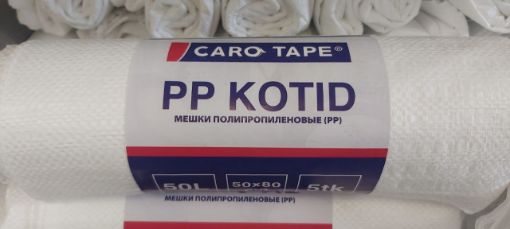 CARO TAPE®
PP KOTID
МЕШКИ ПОЛИПРОПИЛЕНОВЫЕ (PP)
50L 50×80 5tk
МЕШКИ ПОЛИПРОПИЛЕНОВЫЕ (PP)